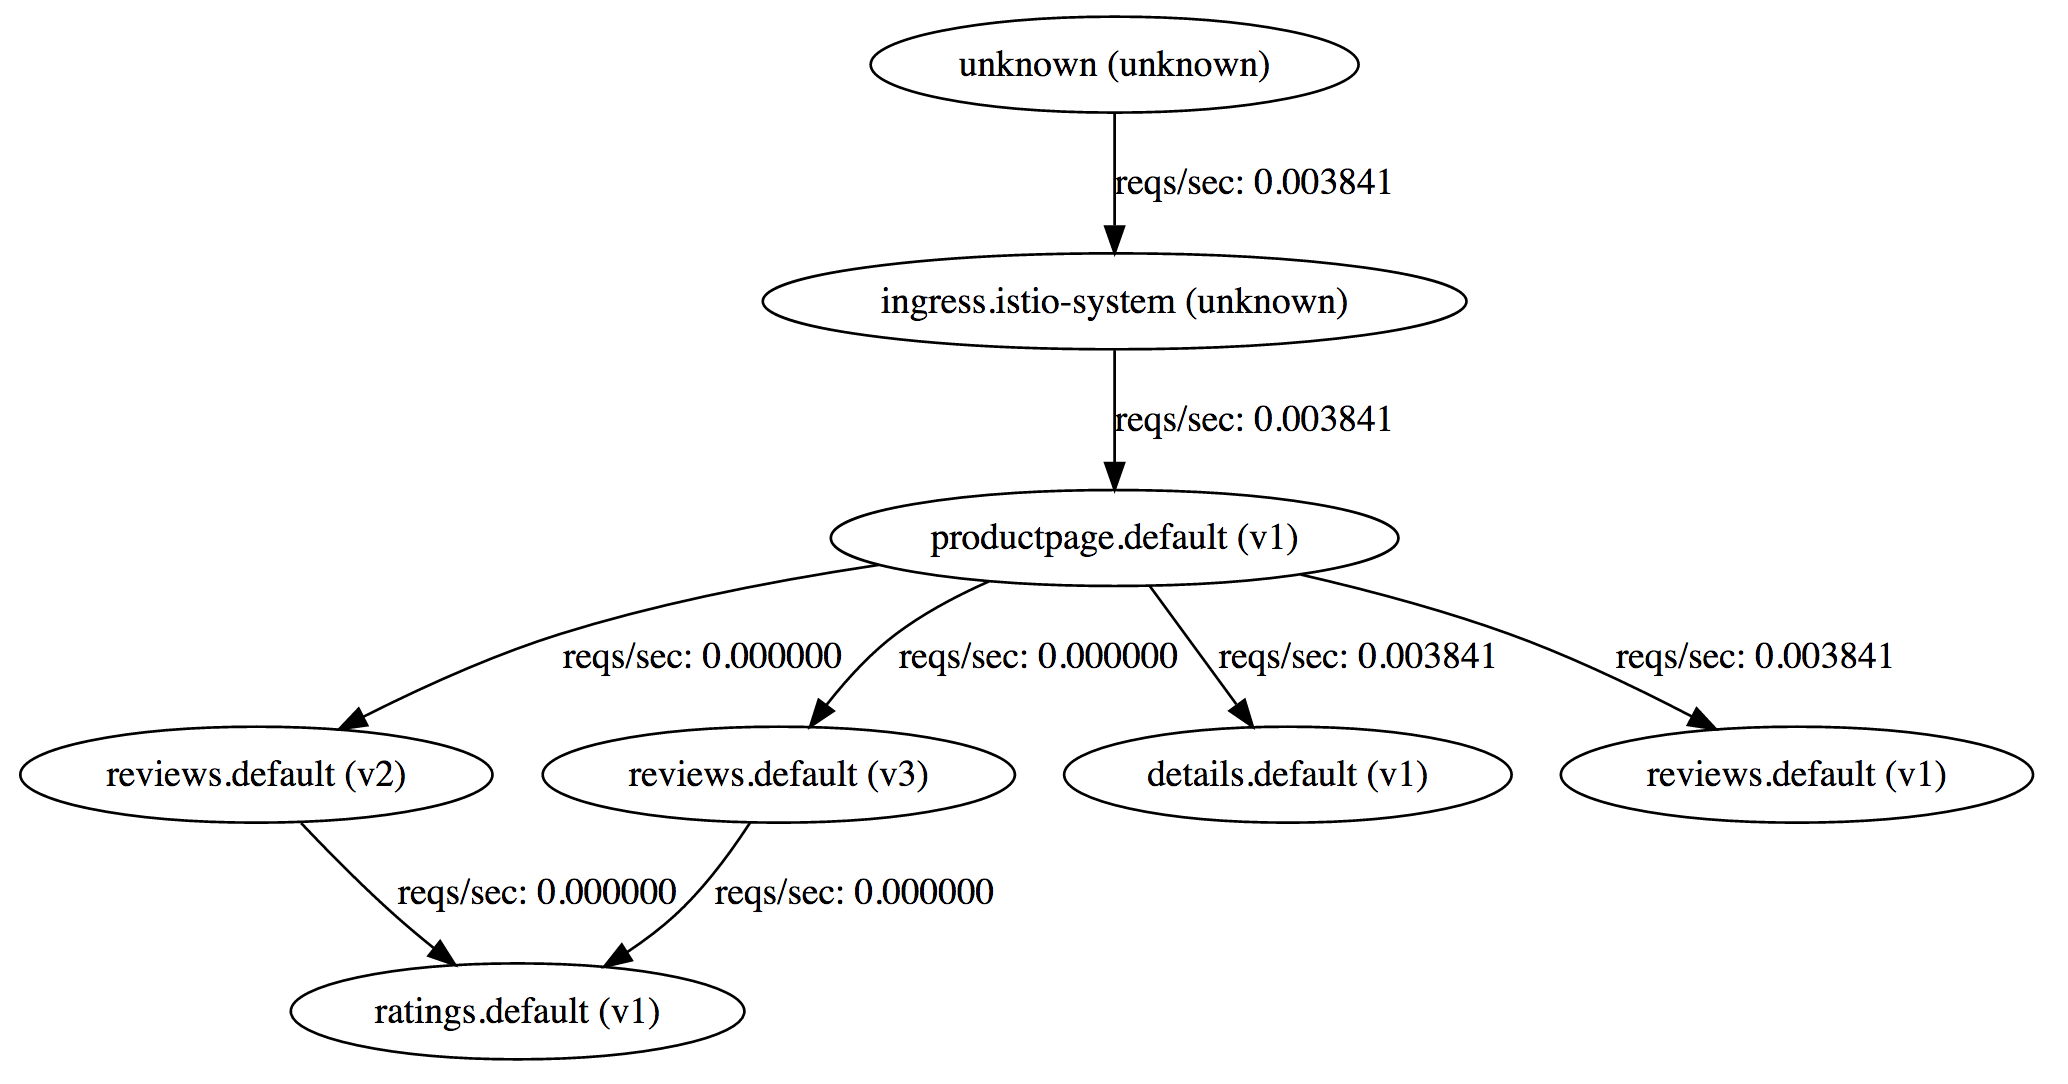 unknown (unknown)
reqs/sec: 0.003841
ingress.istio-system (unknown)
reqs/sec: 0.003841
productpage.default (v1)
reqs/sec: 0.000000
reqs/sec: 0.000000
reqs/sec: 0.003841
reqs/sec: 0.003841
reviews.default (v2)
reviews.default (v3)
details.default (v1)
reviews.default (v1)
reqs/sec: 0.000000
reqs/sec: 0.000000
ratings.default (v1)